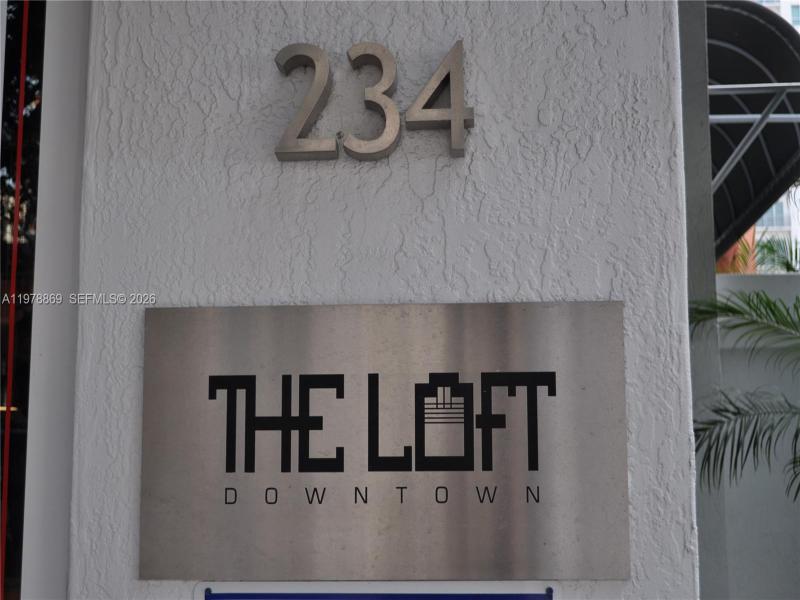 234
A11978869 SEFMLS© 2026
THE LOFT
DOWNTOWN